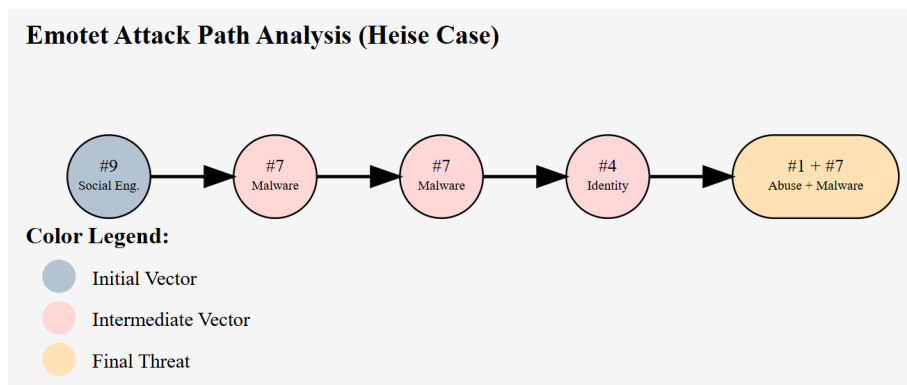 Emotet Attack Path Analysis (Heise Case)
#9
Social Eng.
#7
Malware
#7
Malware
#4
Identity
#1 + #7
Abuse + Malware
Color Legend:
Initial Vector
Intermediate Vector
Final Threat